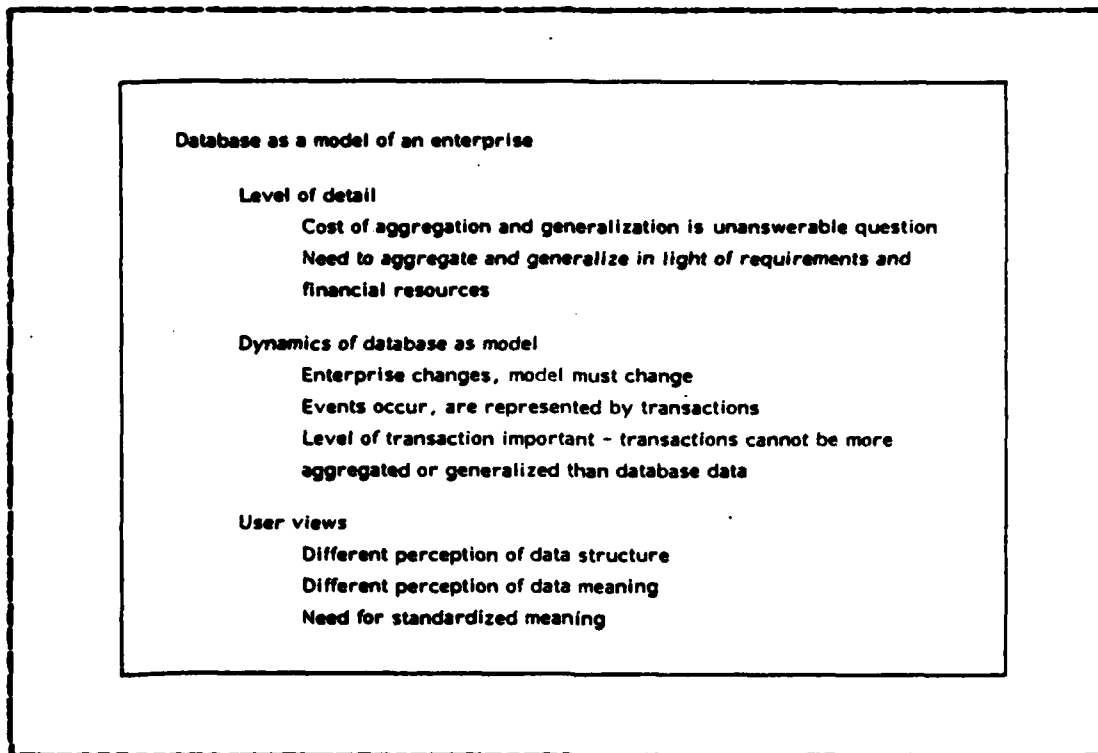 Database as a model of an enterprise
Level of detail
Cost of aggregation and generalization is unanswerable question
Need to aggregate and generalize in light of requirements and
financial resources
Dynamics of database as model
Enterprise changes, model must change
Events occur, are represented by transactions
Level of transaction important - transactions cannot be more
aggregated or generalized than database data
User views
Different perception of data structure
Different perception of data meaning
Need for standardized meaning